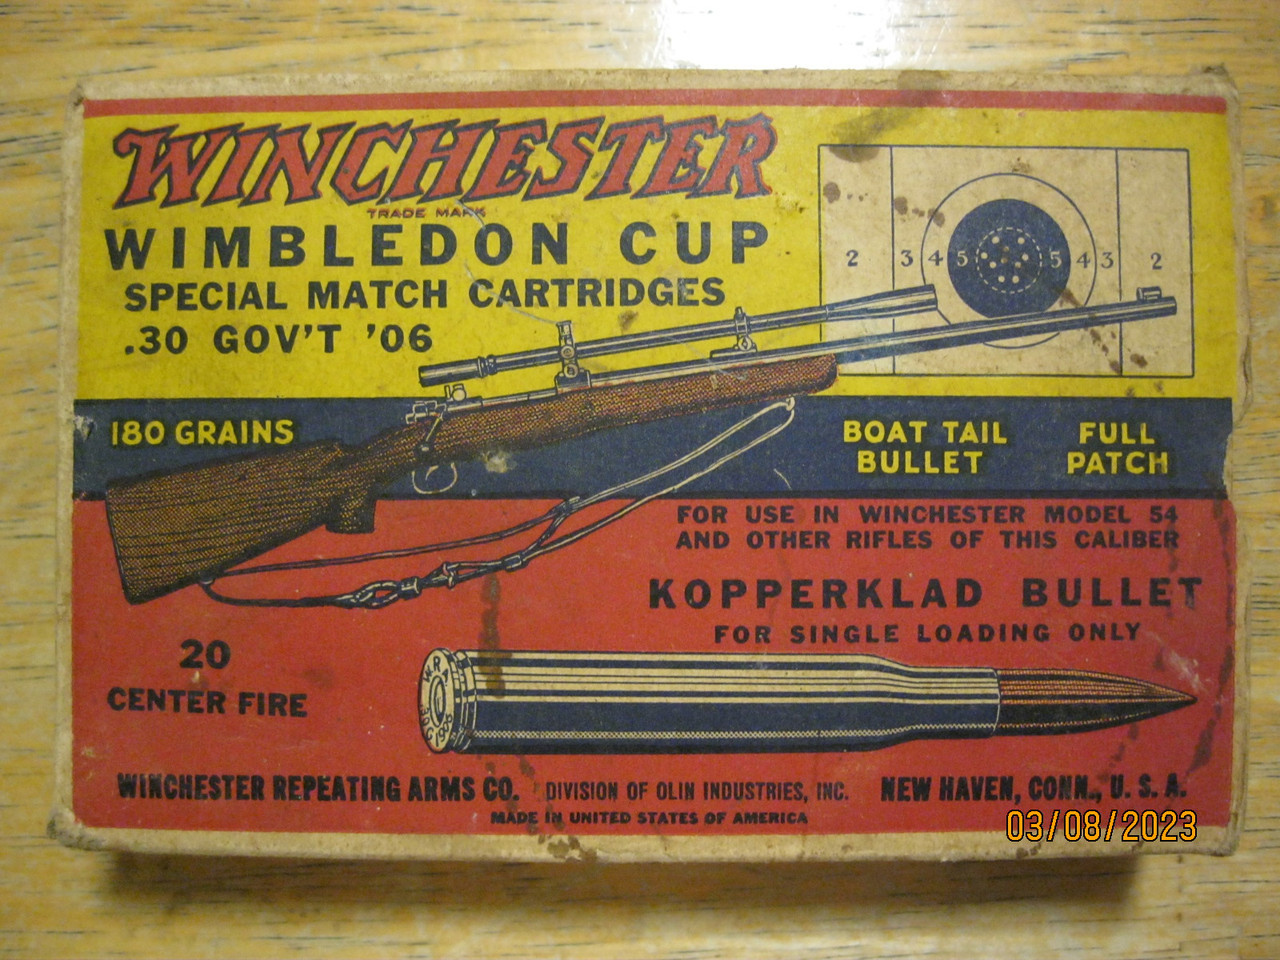 WINCHESTER
TRADE MARK
WIMBLEDON CUP
SPECIAL MATCH CARTRIDGES
.30 GOV'T '06
2 3 4 5 5 4 3 2
180 GRAINS
BOAT TAIL
BULLET
FULL
PATCH
FOR USE IN WINCHESTER MODEL 54
AND OTHER RIFLES OF THIS CALIBER
KOPPERKLAD BULLET
FOR SINGLE LOADING ONLY
20
CENTER FIRE
W.R.A.
30 G. 1906
WINCHESTER REPEATING ARMS CO. DIVISION OF OLIN INDUSTRIES, INC. NEW HAVEN, CONN., U.S.A.
MADE IN UNITED STATES OF AMERICA
03/08/2023